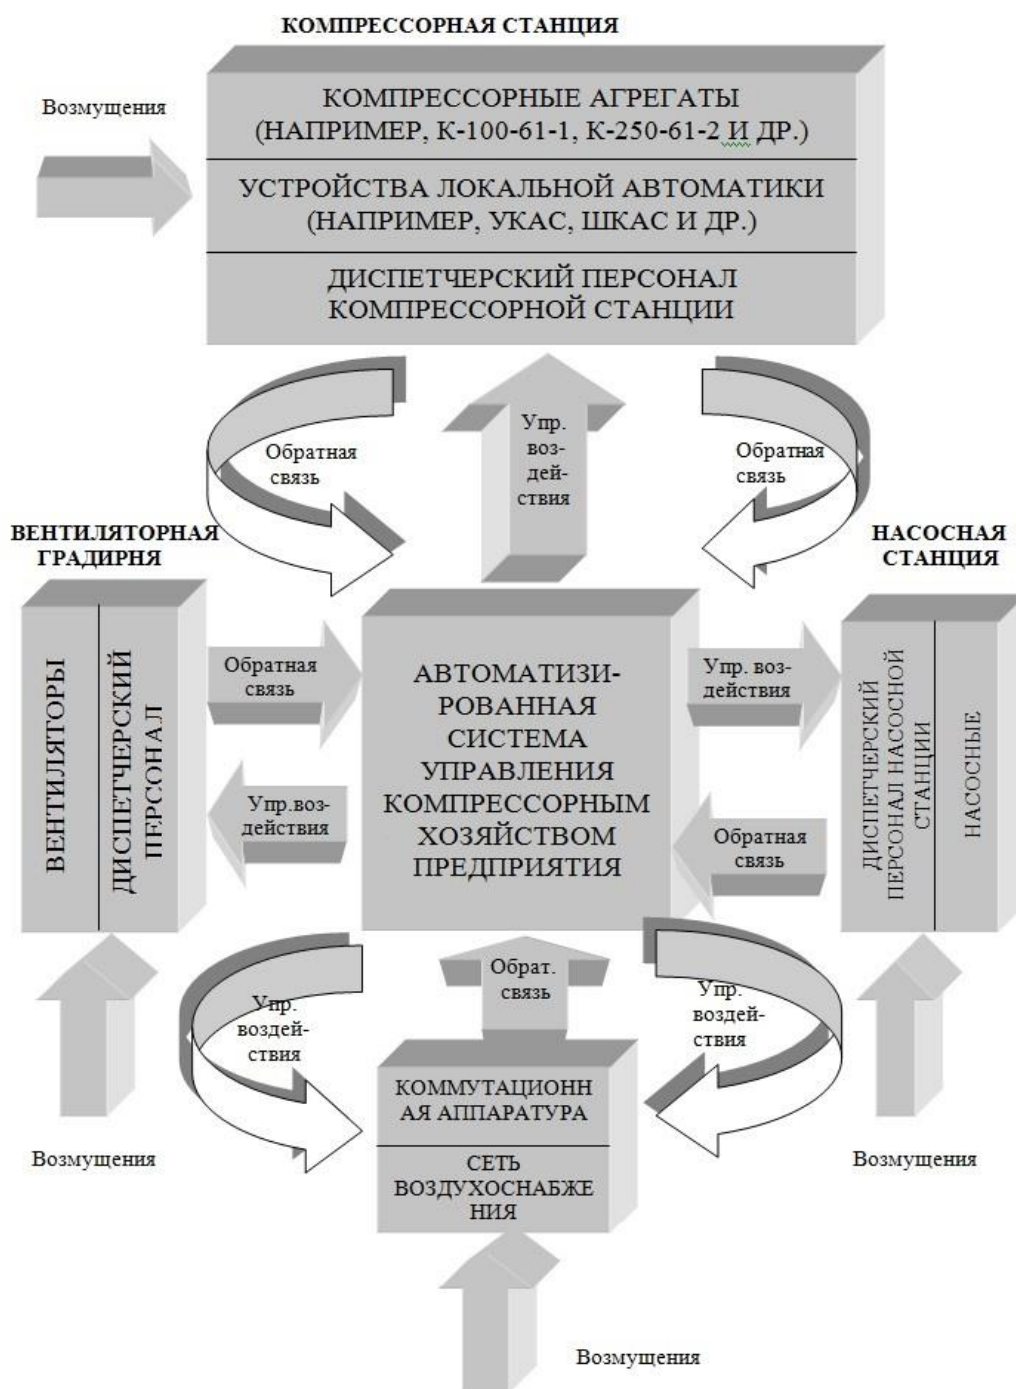 КОМПРЕССОРНАЯ СТАНЦИЯ
Возмущения
КОМПРЕССОРНЫЕ АГРЕГАТЫ
(НАПРИМЕР, К-100-61-1, К-250-61-2 И ДР.)
УСТРОЙСТВА ЛОКАЛЬНОЙ АВТОМАТИКИ
(НАПРИМЕР, УКАС, ШКАС И ДР.)
ДИСПЕТЧЕРСКИЙ ПЕРСОНАЛ
КОМПРЕССОРНОЙ СТАНЦИИ
Обратная
связь
Упр.
воз-
дей-
ствия
Обратная
связь
ВЕНТИЛЯТОРНАЯ
ГРАДИРНЯ
НАСОСНАЯ
СТАНЦИЯ
ВЕНТИЛЯТОРЫ
ДИСПЕТЧЕРСКИЙ
ПЕРСОНАЛ
Обратная
связь
Упр.воз-
действия
АВТОМАТИЗИ-
РОВАННАЯ
СИСТЕМА
УПРАВЛЕНИЯ
КОМПРЕССОРНЫМ
ХОЗЯЙСТВОМ
ПРЕДПРИЯТИЯ
Упр. воз-
действия
Обратная
связь
ДИСПЕТЧЕРСКИЙ
ПЕРСОНАЛ НАСОСНОЙ
СТАНЦИИ
НАСОСНЫЕ
Упр.
воздей-
ствия
Обрат.
связь
Упр.
воздей-
ствия
КОММУТАЦИОНН
АЯ АППАРАТУРА
СЕТЬ
ВОЗДУХОСНАБЖЕ
НИЯ
Возмущения
Возмущения
Возмущения